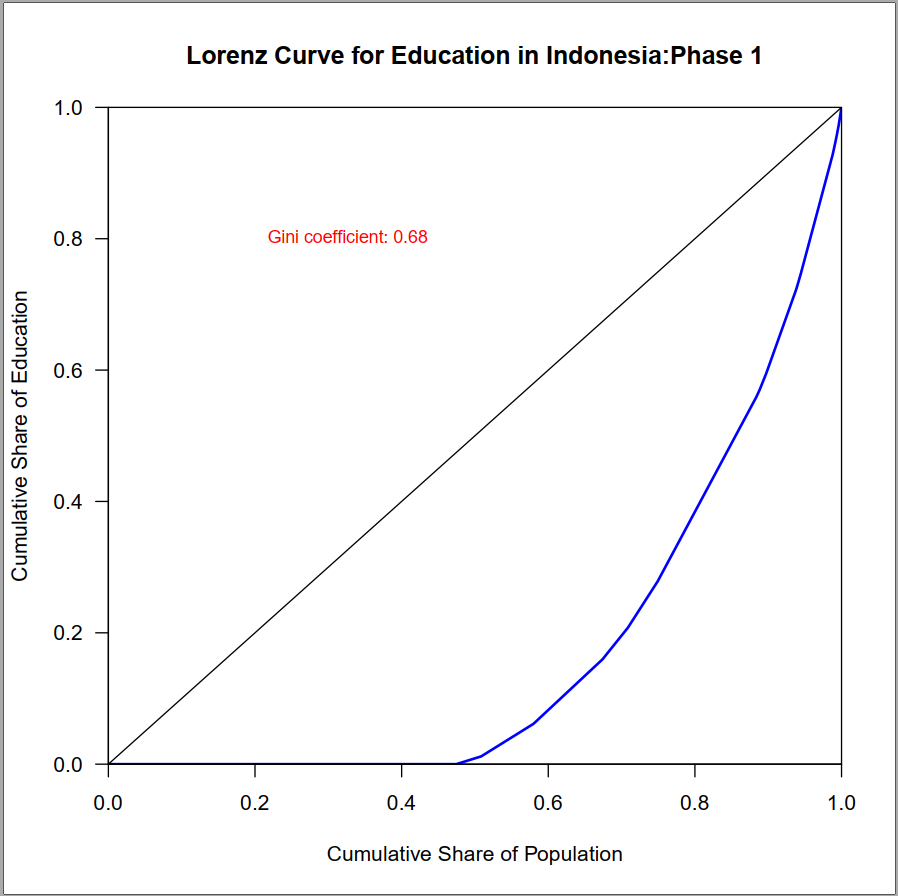 Lorenz Curve for Education in Indonesia:Phase 1
1.0
0.8
0.6
0.4
0.2
0.0
Gini coefficient: 0.68
Cumulative Share of Education
0.0 0.2 0.4 0.6 0.8 1.0
Cumulative Share of Population